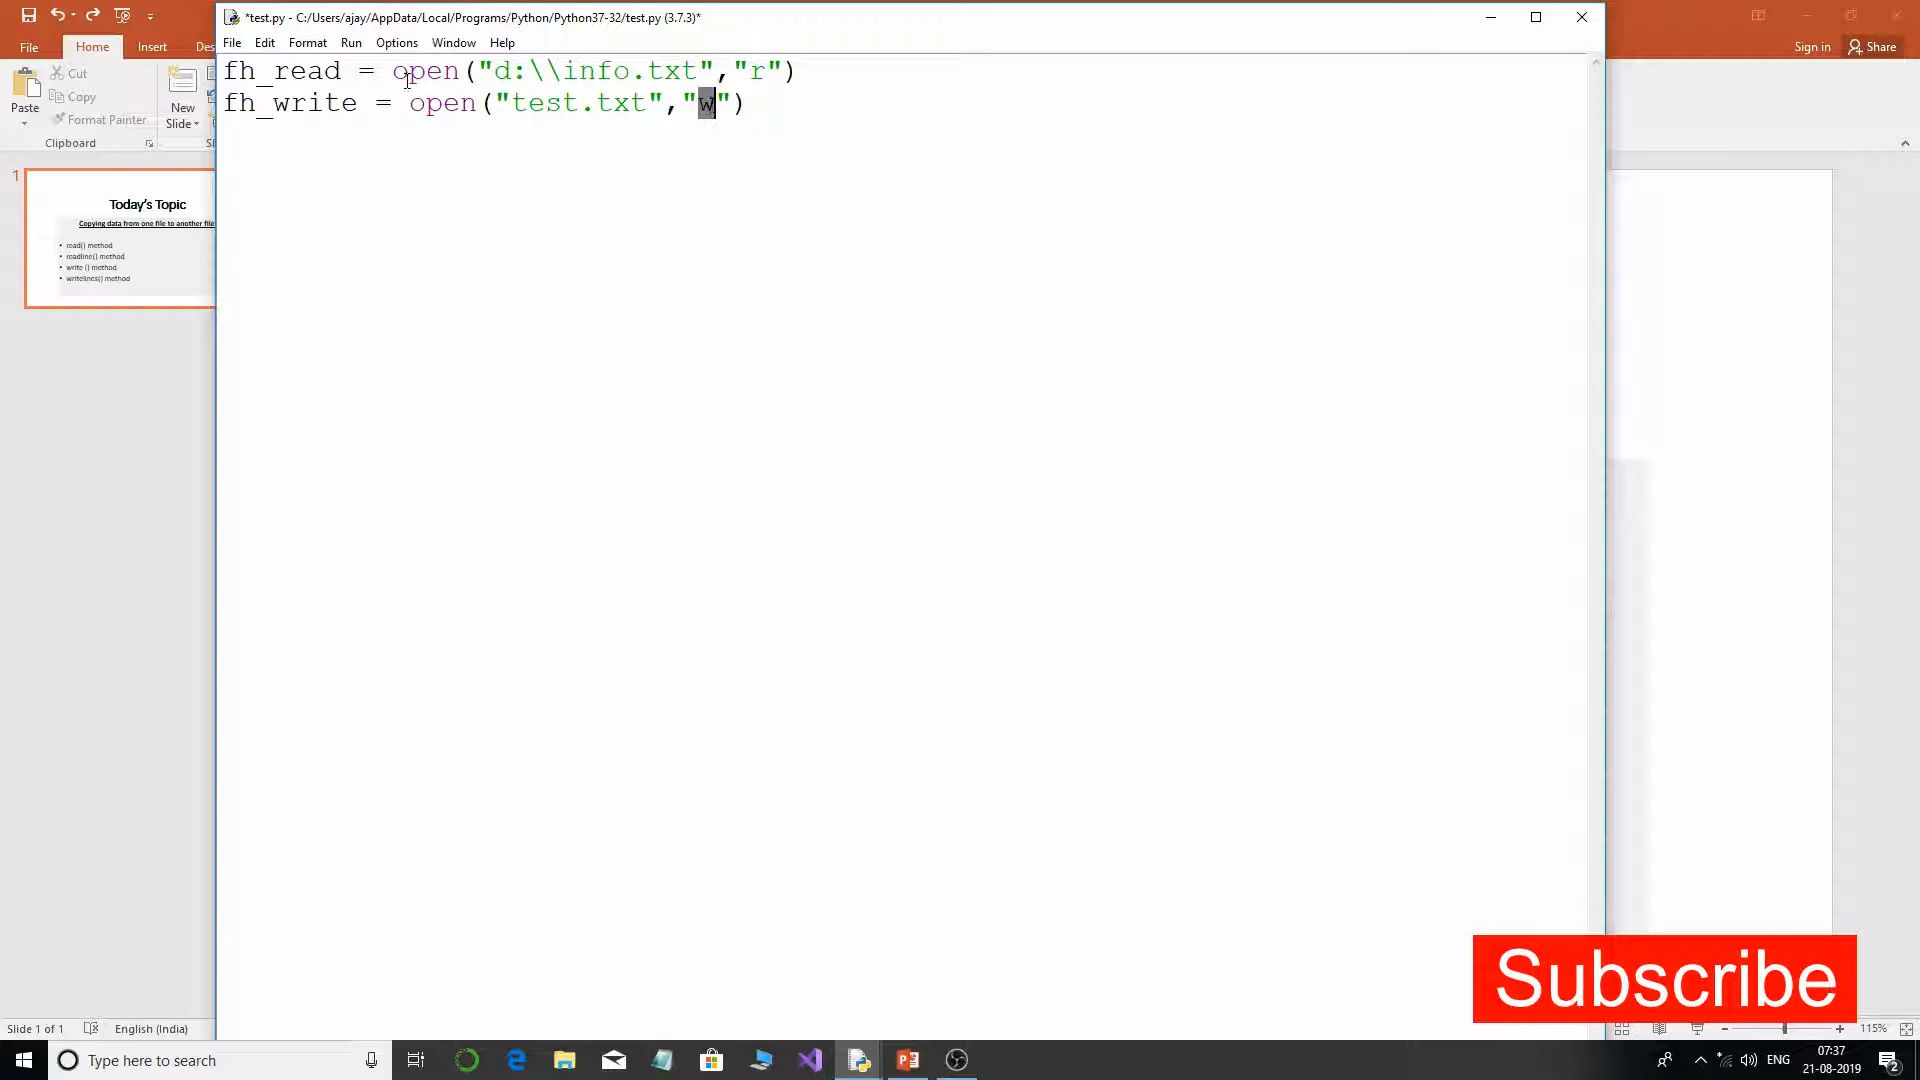 *test.py - C:/Users/ajay/AppData/Local/Programs/Python/Python37-32/test.py (3.7.3)*
File Edit Format Run Options Window Help
fh_read = open("d:\\info.txt","r")
fh_write = open("test.txt","w")
File Home Insert Des
Sign in Share
Paste
Cut
Copy
Format Painter
New
Slide
Clipboard
1
Today's Topic
Copying data from one file to another file
• read() method
• readline() method
• write () method
• writelines() method
Subscribe
Slide 1 of 1 English (India)
115%
Type here to search
ENG
07:37
21-08-2019
2